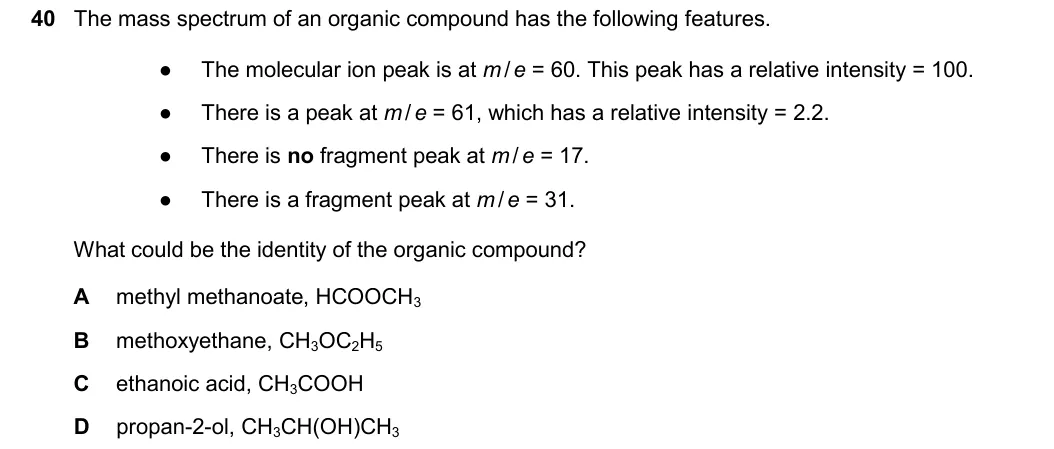 40 The mass spectrum of an organic compound has the following features.
● The molecular ion peak is at m/e = 60. This peak has a relative intensity = 100.
● There is a peak at m/e = 61, which has a relative intensity = 2.2.
● There is no fragment peak at m/e = 17.
● There is a fragment peak at m/e = 31.
What could be the identity of the organic compound?
A methyl methanoate, HCOOCH₃
B methoxyethane, CH₃OC₂H₅
C ethanoic acid, CH₃COOH
D propan-2-ol, CH₃CH(OH)CH₃